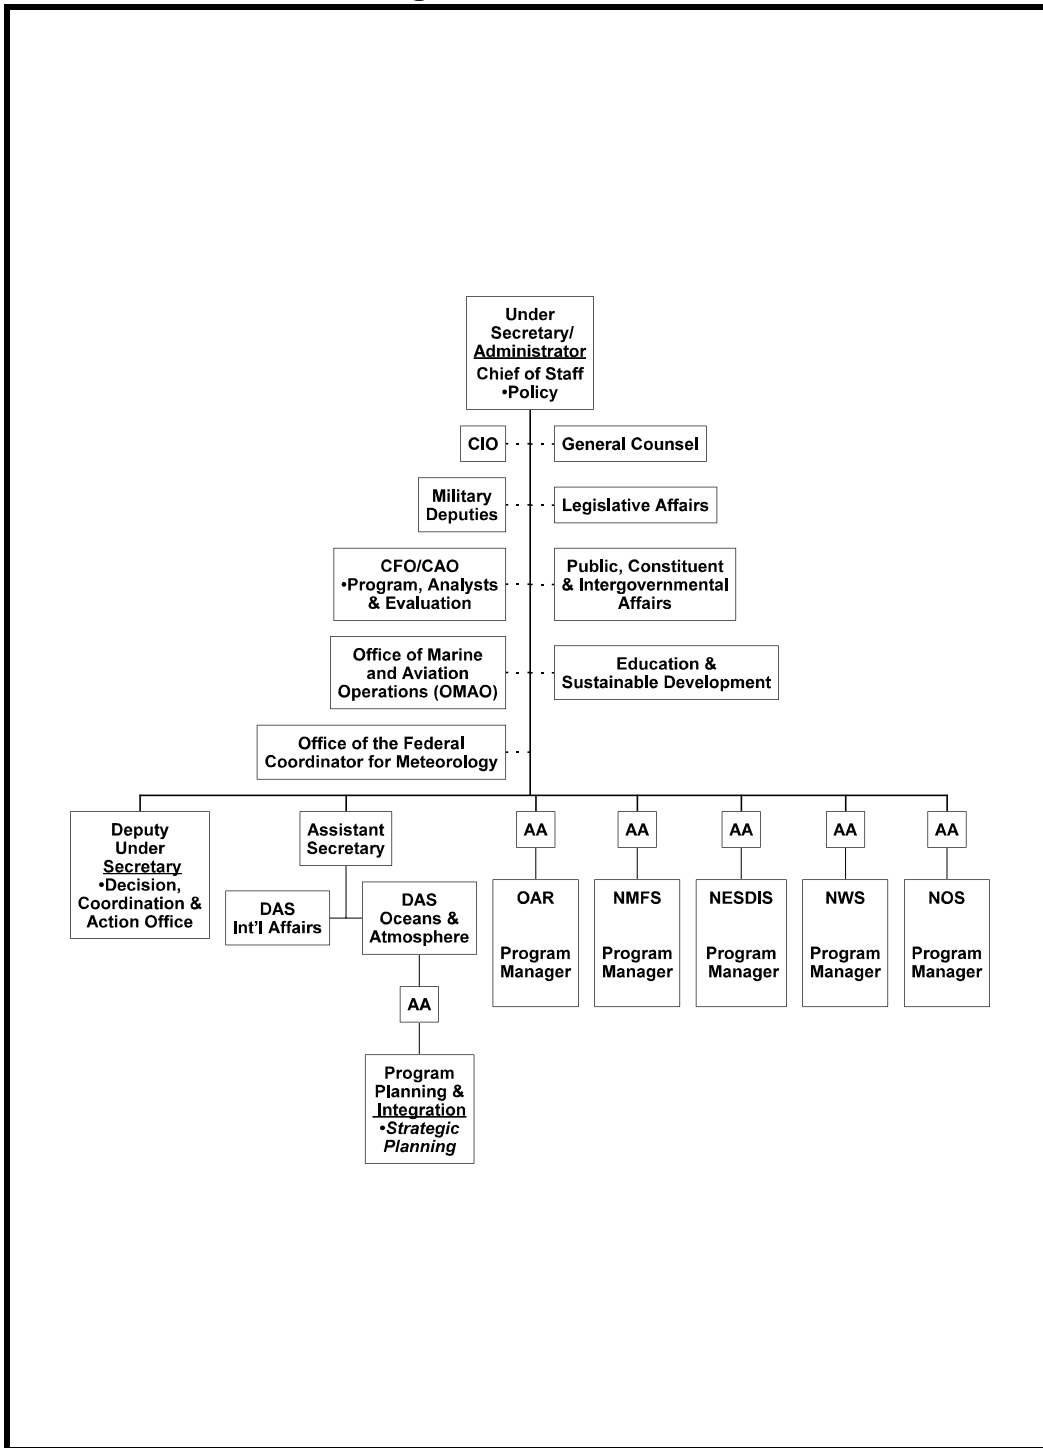 Under
Secretary/
Administrator
Chief of Staff
•Policy
CIO
General Counsel
Military
Deputies
Legislative Affairs
CFO/CAO
•Program, Analysts
& Evaluation
Public, Constituent
& Intergovernmental
Affairs
Office of Marine
and Aviation
Operations (OMAO)
Education &
Sustainable Development
Office of the Federal
Coordinator for Meteorology
Deputy
Under
Secretary
•Decision,
Coordination &
Action Office
Assistant
Secretary
DAS
Int'l Affairs
DAS
Oceans &
Atmosphere
AA
Program
Planning &
Integration
•Strategic
Planning
AA
OAR
Program
Manager
AA
NMFS
Program
Manager
AA
NESDIS
Program
Manager
AA
NWS
Program
Manager
AA
NOS
Program
Manager